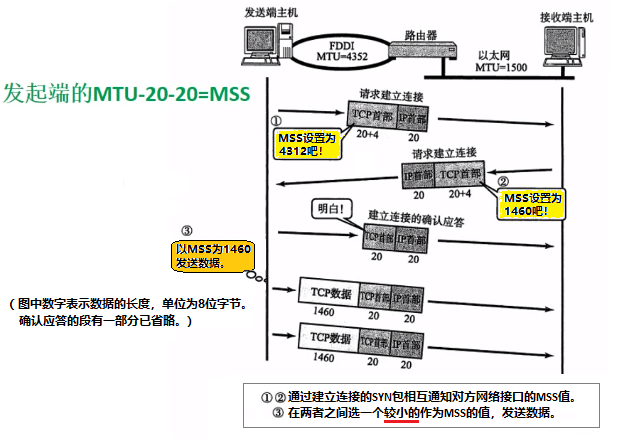 发送端主机
接收端主机
FDDI
MTU=4352
路由器
以太网
MTU=1500
发起端的MTU-20-20=MSS
请求建立连接
①
TCP首部 IP首部
20+4 20
MSS设置为
4312吧!
请求建立连接
IP首部 TCP首部
20 20+4
②
MSS设置为
1460吧!
明白!
建立连接的确认应答
③
TCP首部 IP首部
20 20
以MSS为1460
发送数据。
TCP数据 TCP首部 IP首部
1460 20 20
(图中数字表示数据的长度,单位为8位字节。
确认应答的段有一部分已省略。)
TCP数据 TCP首部 IP首部
1460 20 20
①②通过建立连接的SYN包相互通知对方网络接口的MSS值。
③ 在两者之间选一个较小的作为MSS的值,发送数据。